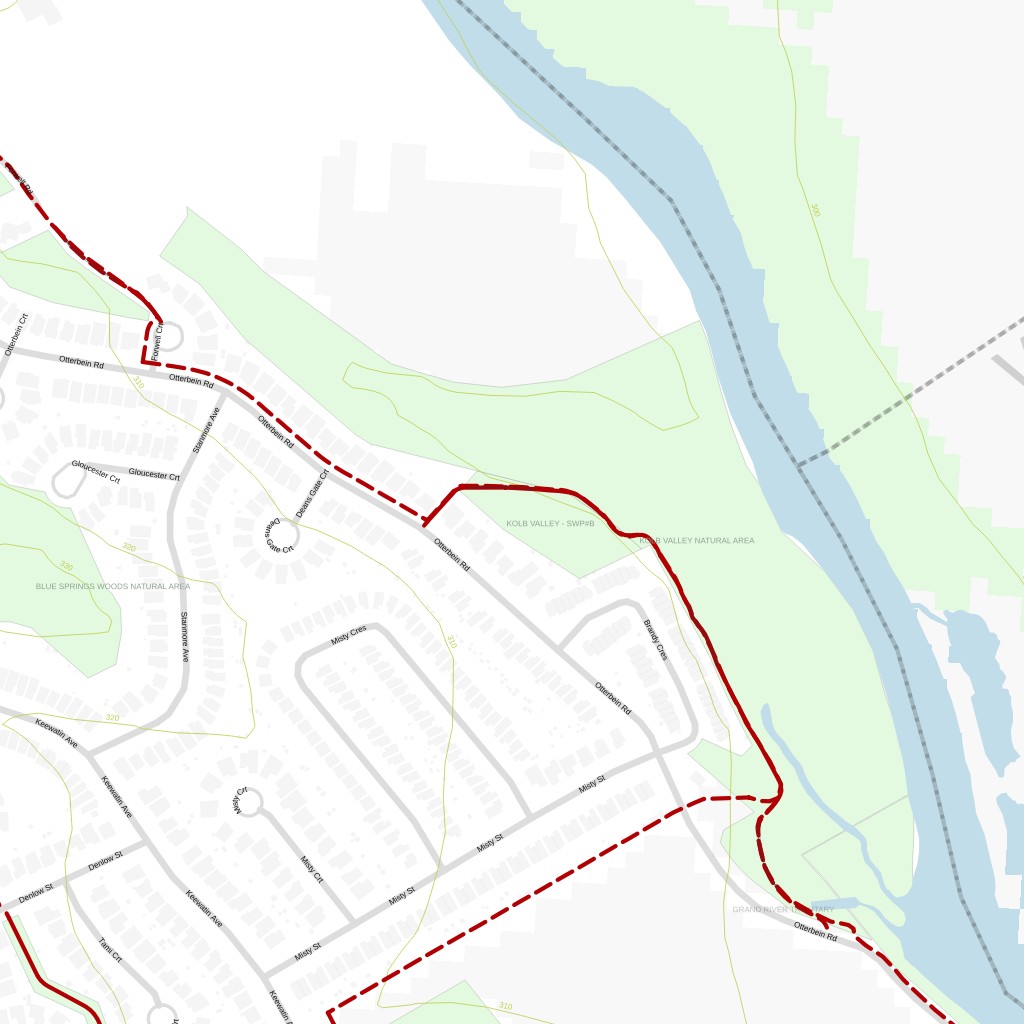 300
Otterbein Crt
Forwell Crt
Otterbein Rd
Otterbein Rd
310
Stanmore Ave
Otterbein Rd
Gloucester Crt
Gloucester Crt
Deans Gate Crt
Deans
Gate Crt
KOLB VALLEY - SWP#B
KOLB VALLEY NATURAL AREA
Otterbein Rd
320
330
BLUE SPRINGS WOODS NATURAL AREA
Stanmore Ave
Misty Cres
310
Brandy Cres
Otterbein Rd
320
Keewatin Ave
Misty St
Keewatin Ave
Misty Crt
Misty St
Denlow St
Misty Crt
Denlow St
Misty St
Keewatin Ave
GRAND RIVER TRIBUTARY
Otterbein Rd
Tami Crt
Misty St
310